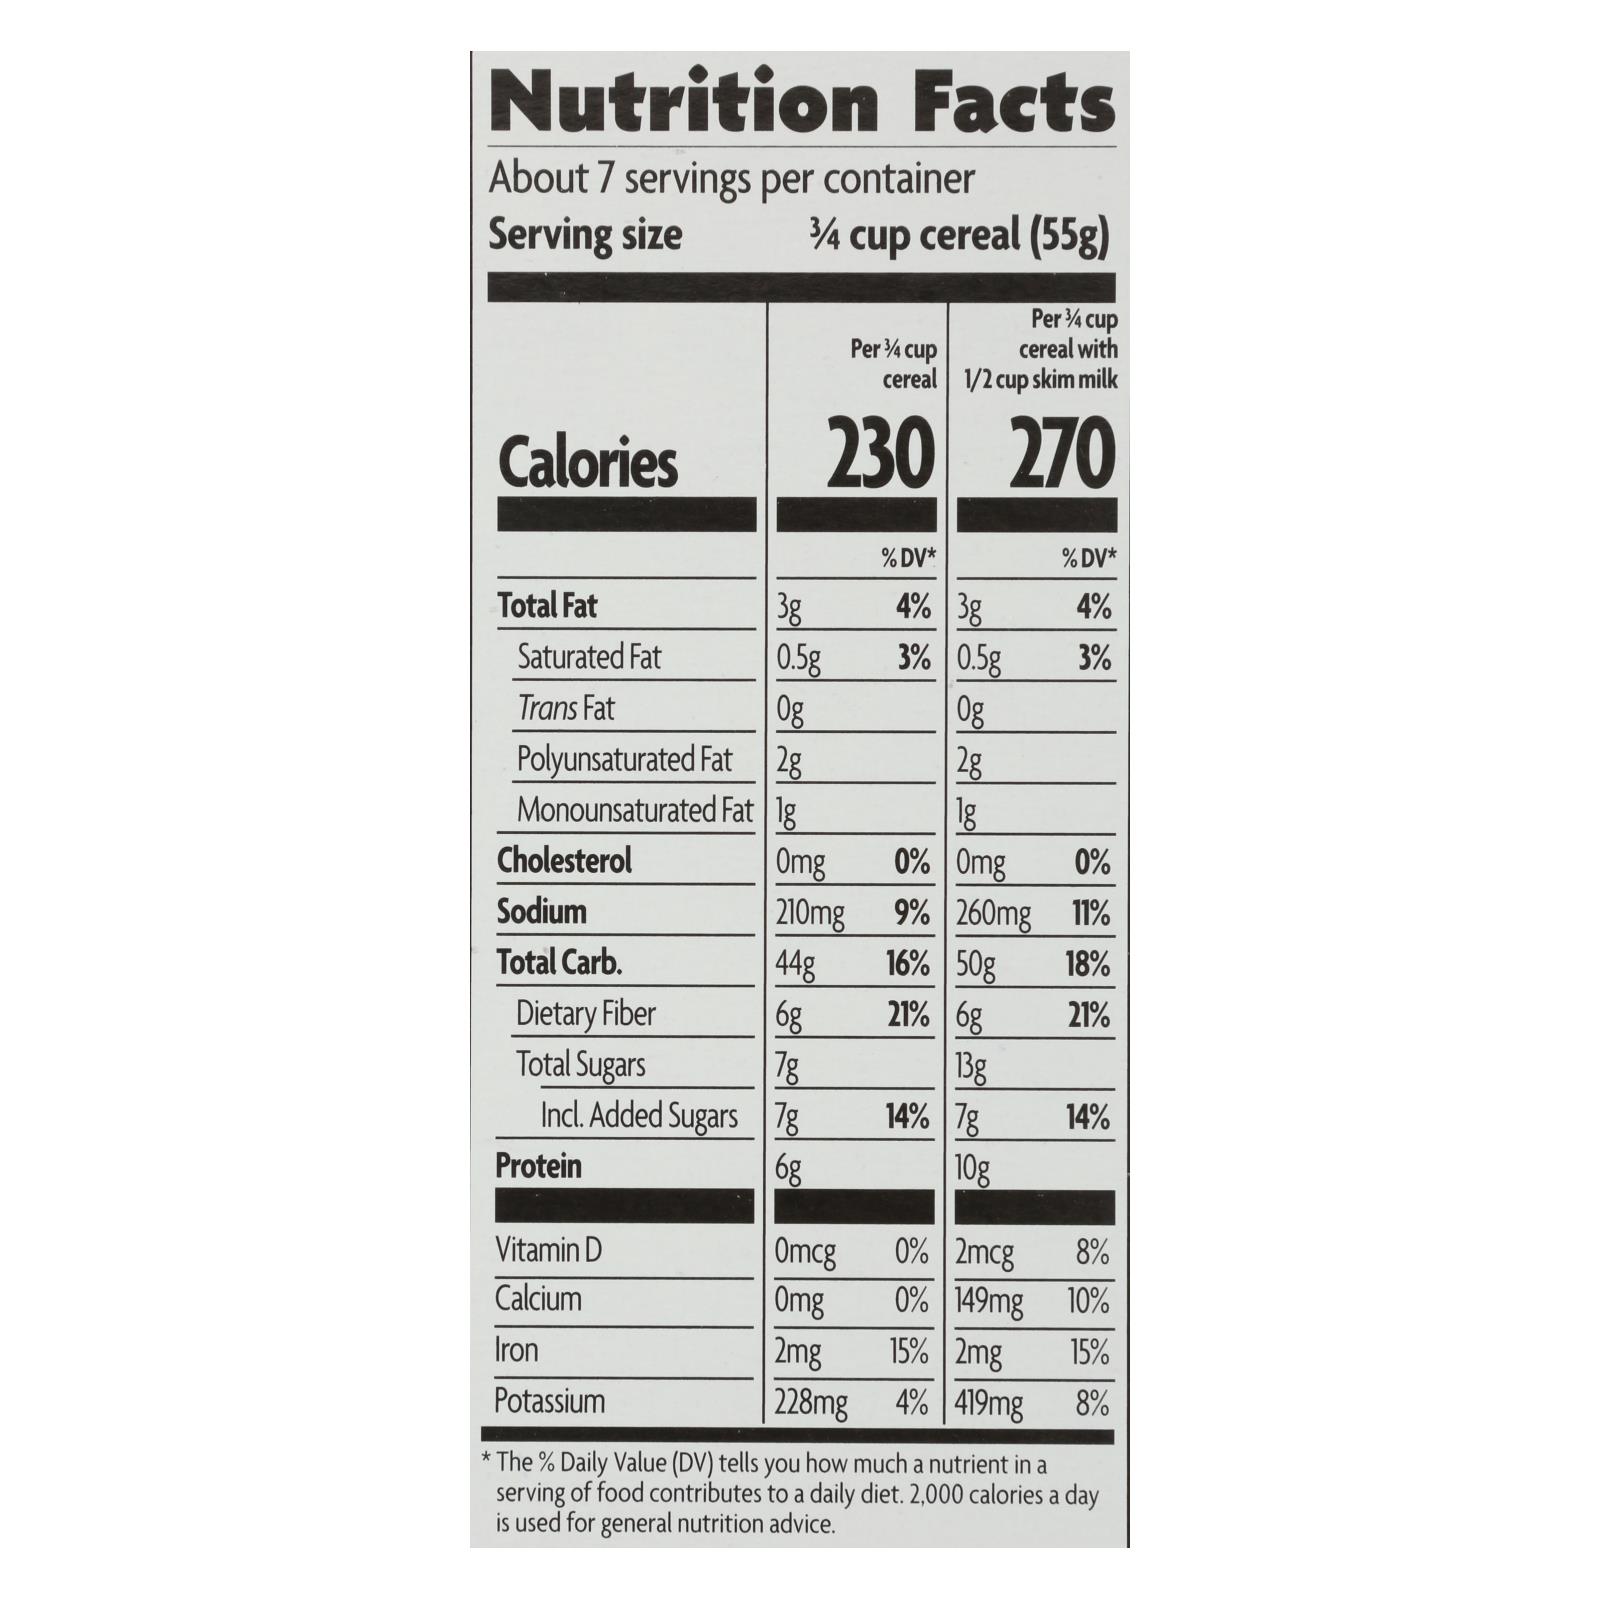 Nutrition Facts
About 7 servings per container
Serving size ¾ cup cereal (55g)
Per ¾ cup
cereal
Per ¾ cup
cereal with
1/2 cup skim milk
Calories 230 270
% DV* % DV*
Total Fat 3g 4% 3g 4%
Saturated Fat 0.5g 3% 0.5g 3%
Trans Fat 0g 0g
Polyunsaturated Fat 2g 2g
Monounsaturated Fat 1g 1g
Cholesterol 0mg 0% 0mg 0%
Sodium 210mg 9% 260mg 11%
Total Carb. 44g 16% 50g 18%
Dietary Fiber 6g 21% 6g 21%
Total Sugars 7g 13g
Incl. Added Sugars 7g 14% 7g 14%
Protein 6g 10g
Vitamin D 0mcg 0% 2mcg 8%
Calcium 0mg 0% 149mg 10%
Iron 2mg 15% 2mg 15%
Potassium 228mg 4% 419mg 8%
* The % Daily Value (DV) tells you how much a nutrient in a
serving of food contributes to a daily diet. 2,000 calories a day
is used for general nutrition advice.